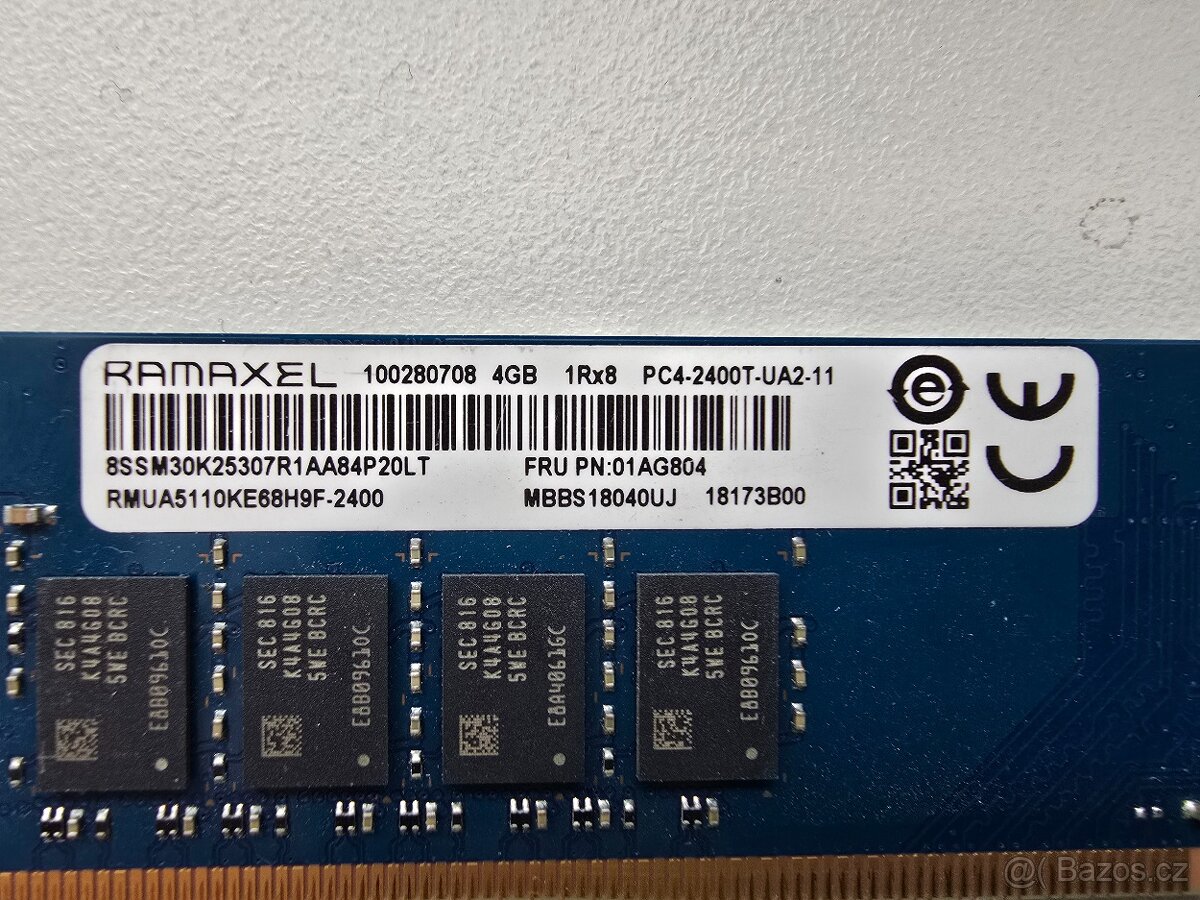 RAMAXEL 100280708 4GB 1Rx8 PC4-2400T-UA2-11
8SSM30K25307R1AA84P20LT FRU PN:01AG804
RMUA5110KE68H9F-2400 MBBS18040UJ 18173B00
e
CE
SEC 816
K4A4G08
5WE BCRC
EBB09610C
SEC 816
K4A4G08
5WE BCRC
EBB09610C
SEC 816
K4A4G08
5WE BCRC
EBA40616C
SEC 816
K4A4G08
5WE BCRC
EBB09610C
@( Bazos.cz